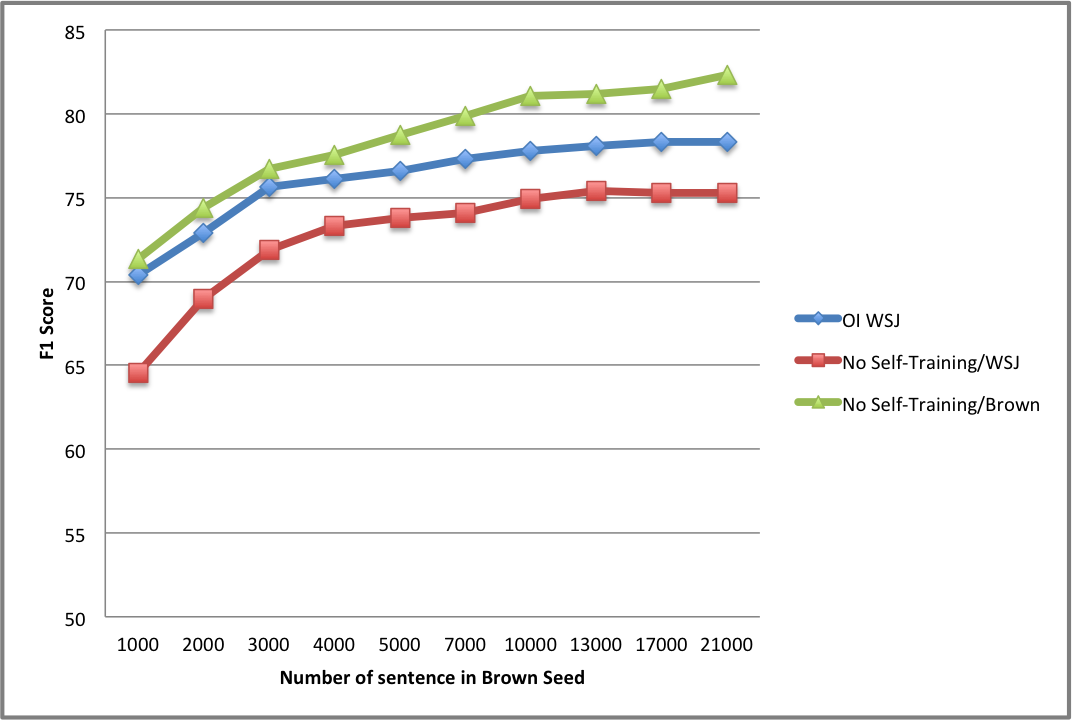 85
80
75
70
65
60
55
50
F1 Score
1000 2000 3000 4000 5000 7000 10000 13000 17000 21000
Number of sentence in Brown Seed
OI WSJ
No Self-Training/WSJ
No Self-Training/Brown